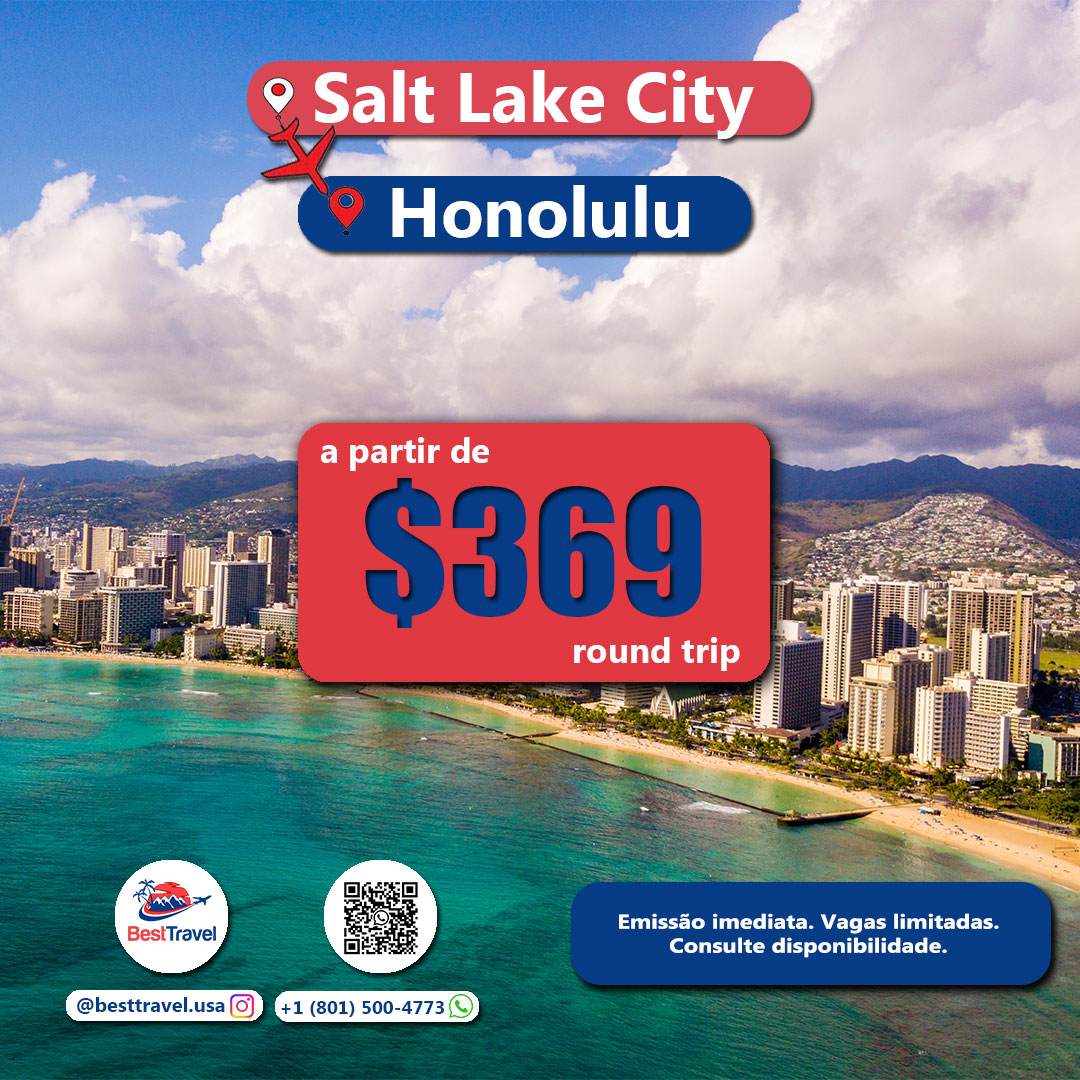 Salt Lake City
Honolulu
a partir de
$369
round trip
BestTravel
Emissão imediata. Vagas limitadas.
Consulte disponibilidade.
@besttravel.usa
+1 (801) 500-4773